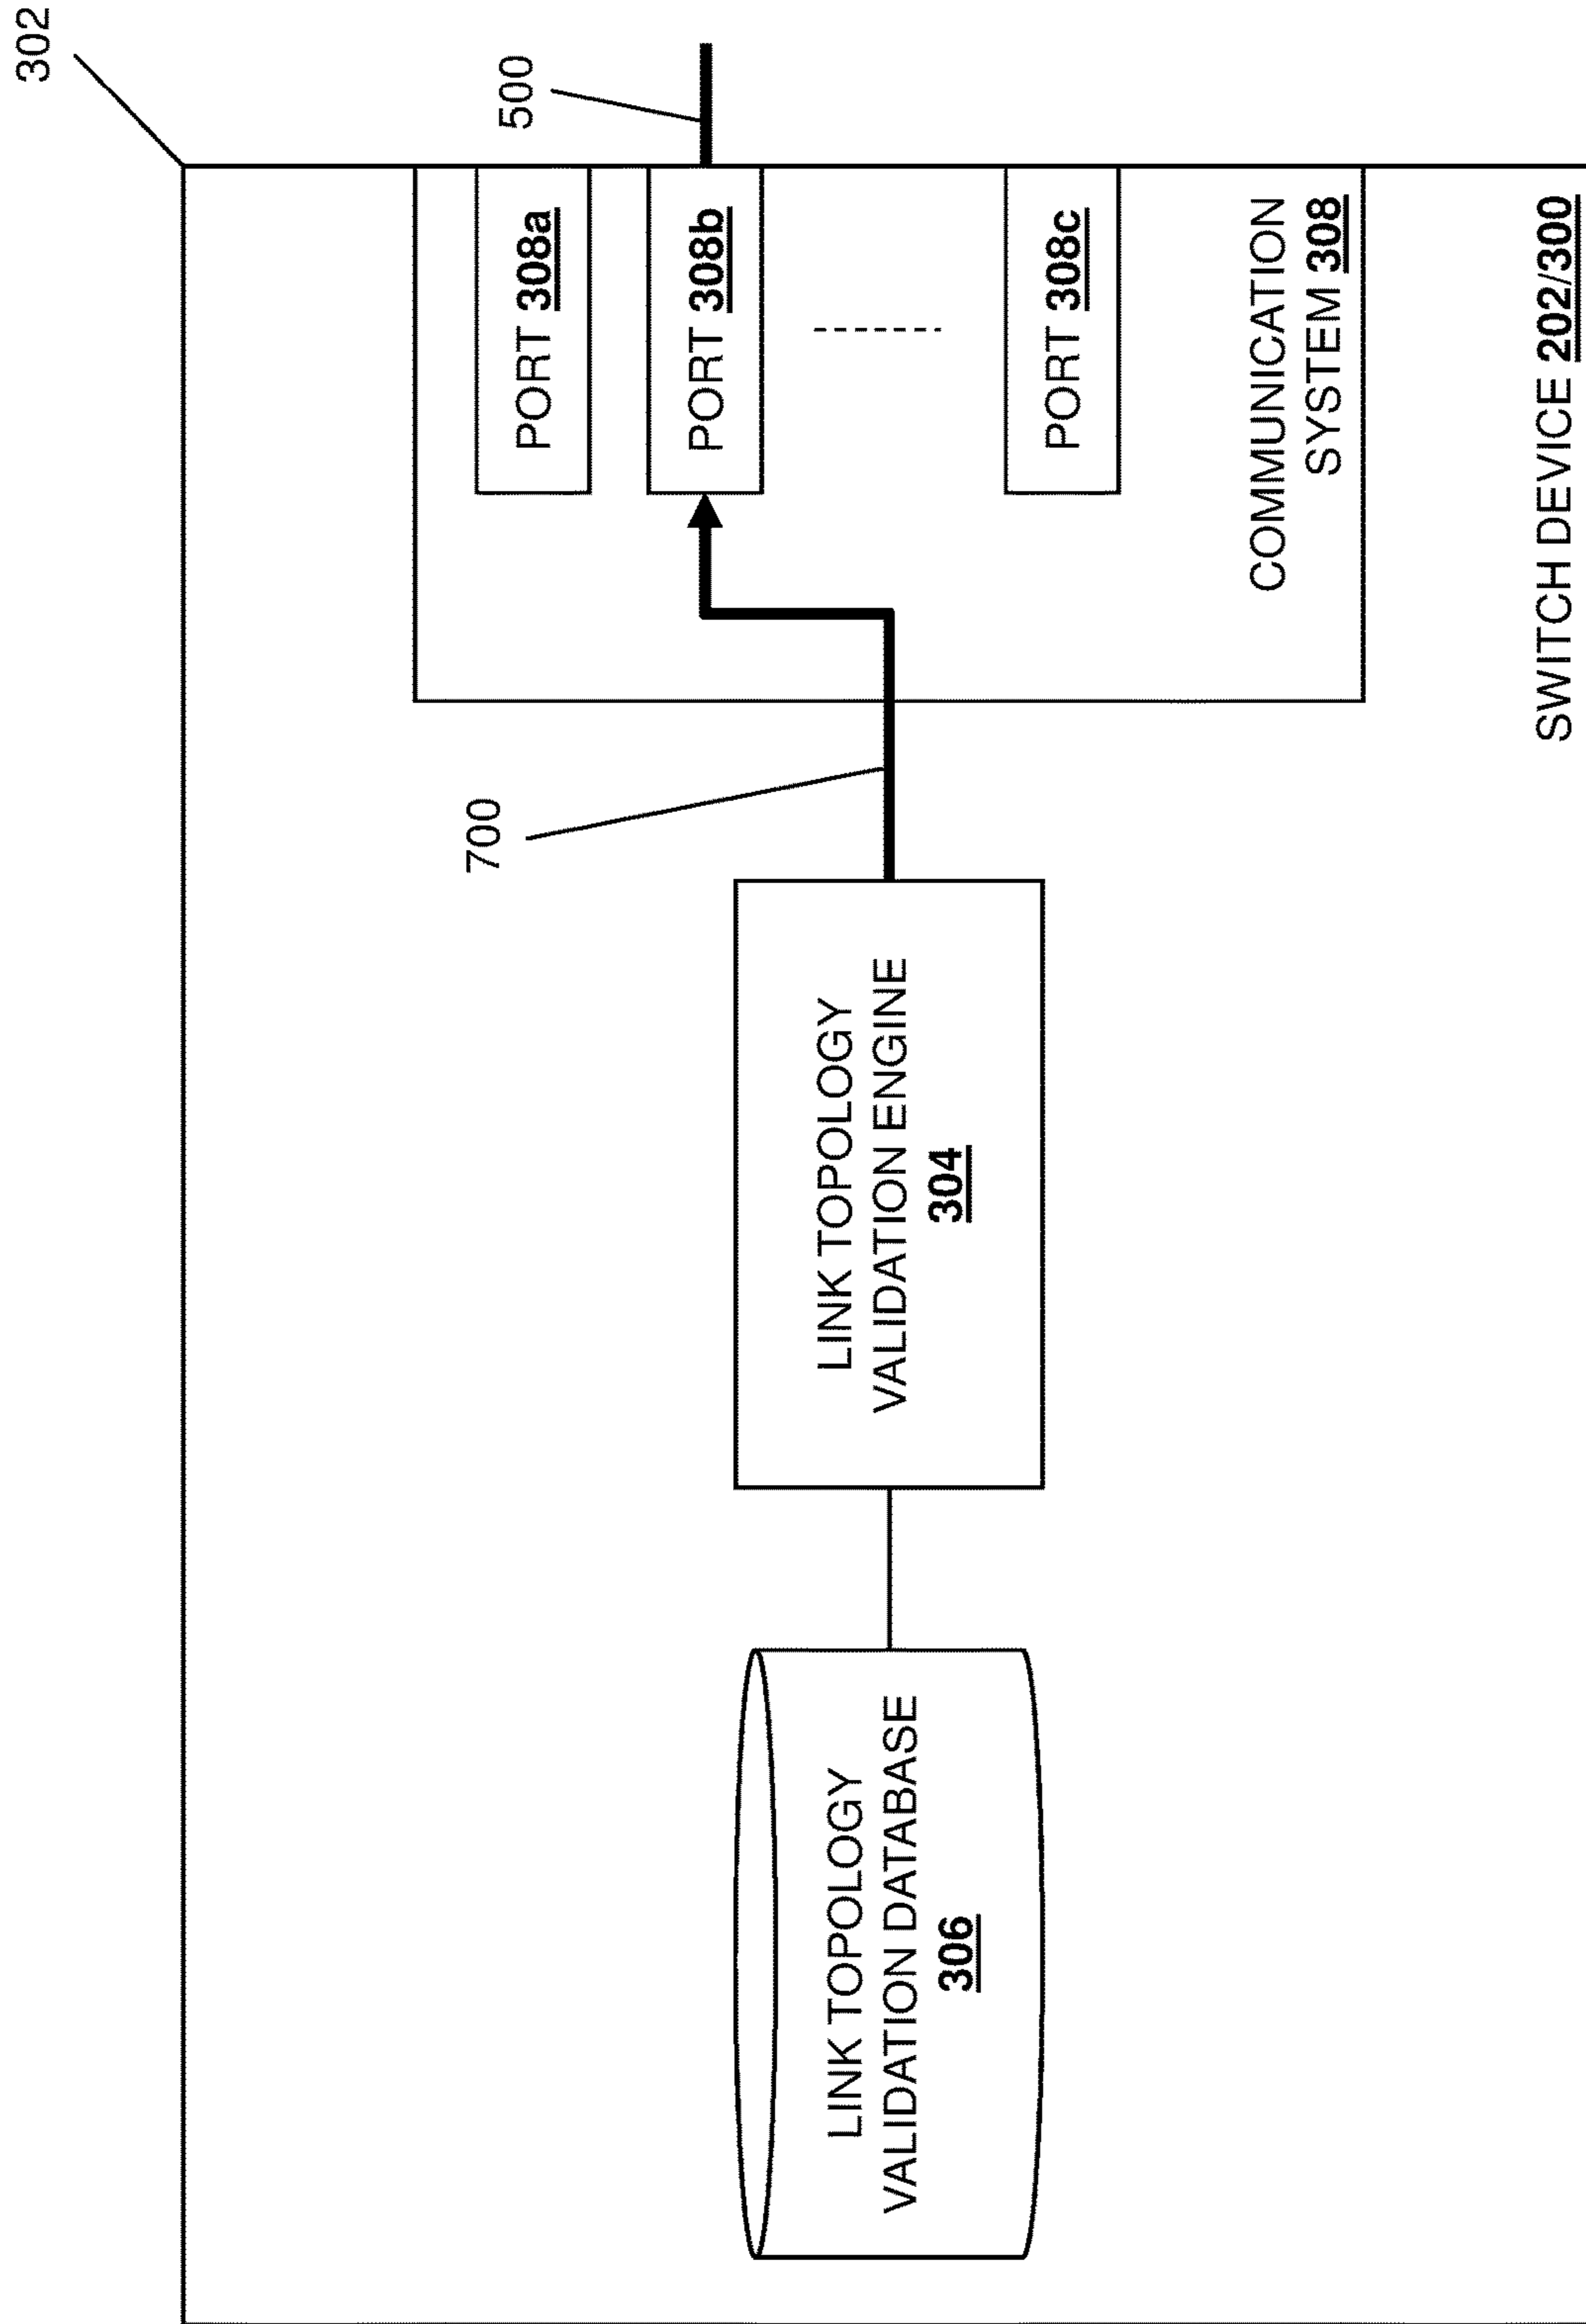 302
500
PORT 308a
PORT 308b
PORT 308c
COMMUNICATION
SYSTEM 308
700
LINK TOPOLOGY
VALIDATION ENGINE
304
LINK TOPOLOGY
VALIDATION DATABASE
306
SWITCH DEVICE 202/300